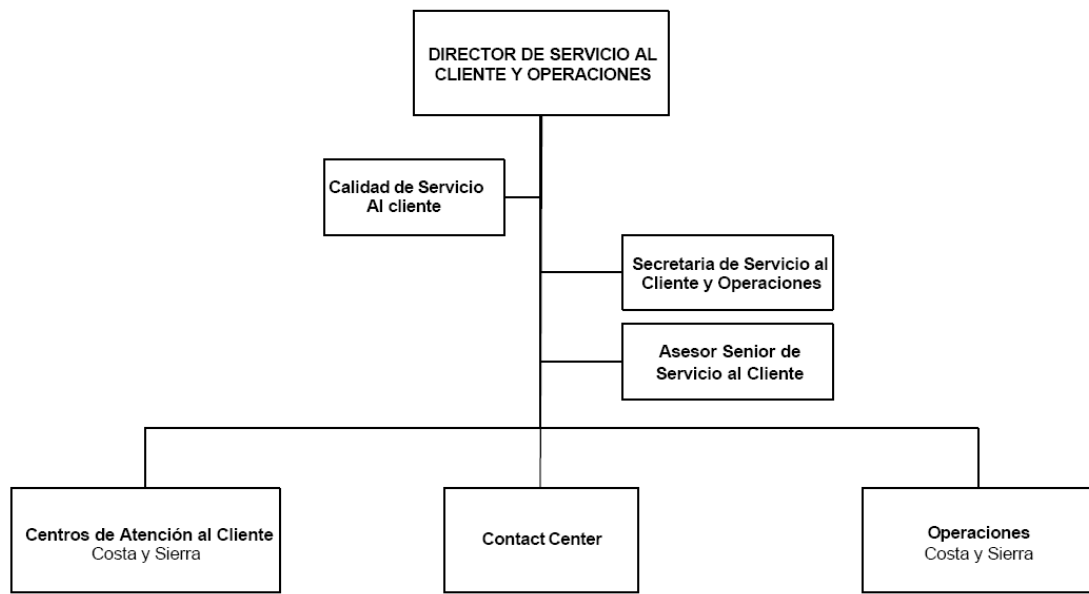 DIRECTOR DE SERVICIO AL
CLIENTE Y OPERACIONES
Calidad de Servicio
Al cliente
Secretaria de Servicio al
Cliente y Operaciones
Asesor Senior de
Servicio al Cliente
Centros de Atención al Cliente
Costa y Sierra
Contact Center
Operaciones
Costa y Sierra